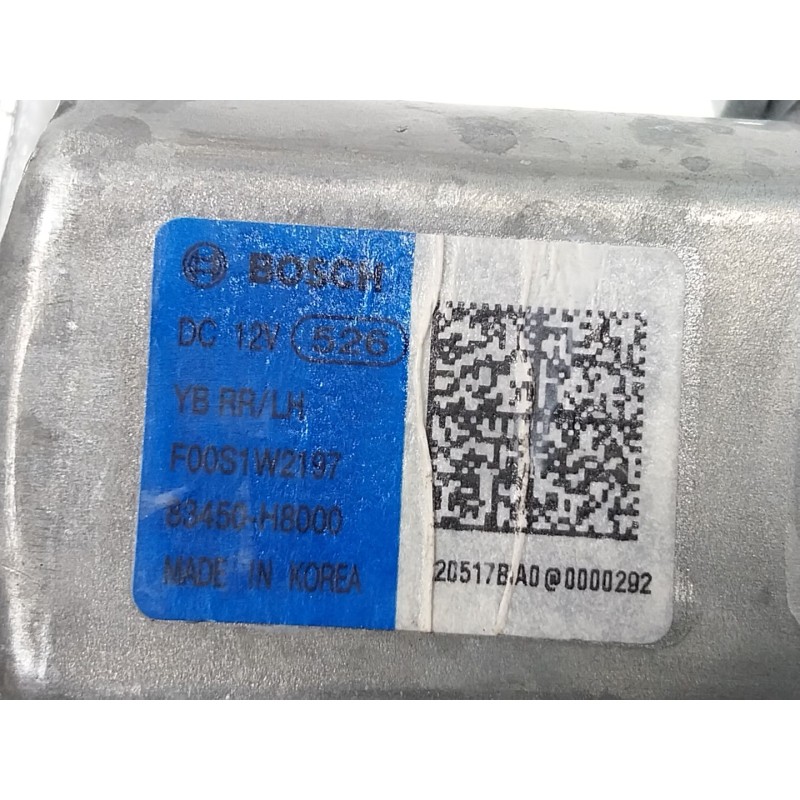 BOSCH
DC 12V 526
YB RR/LH
F00S1W2197
83450-H8000
MADE IN KOREA
20517BA0@0000292